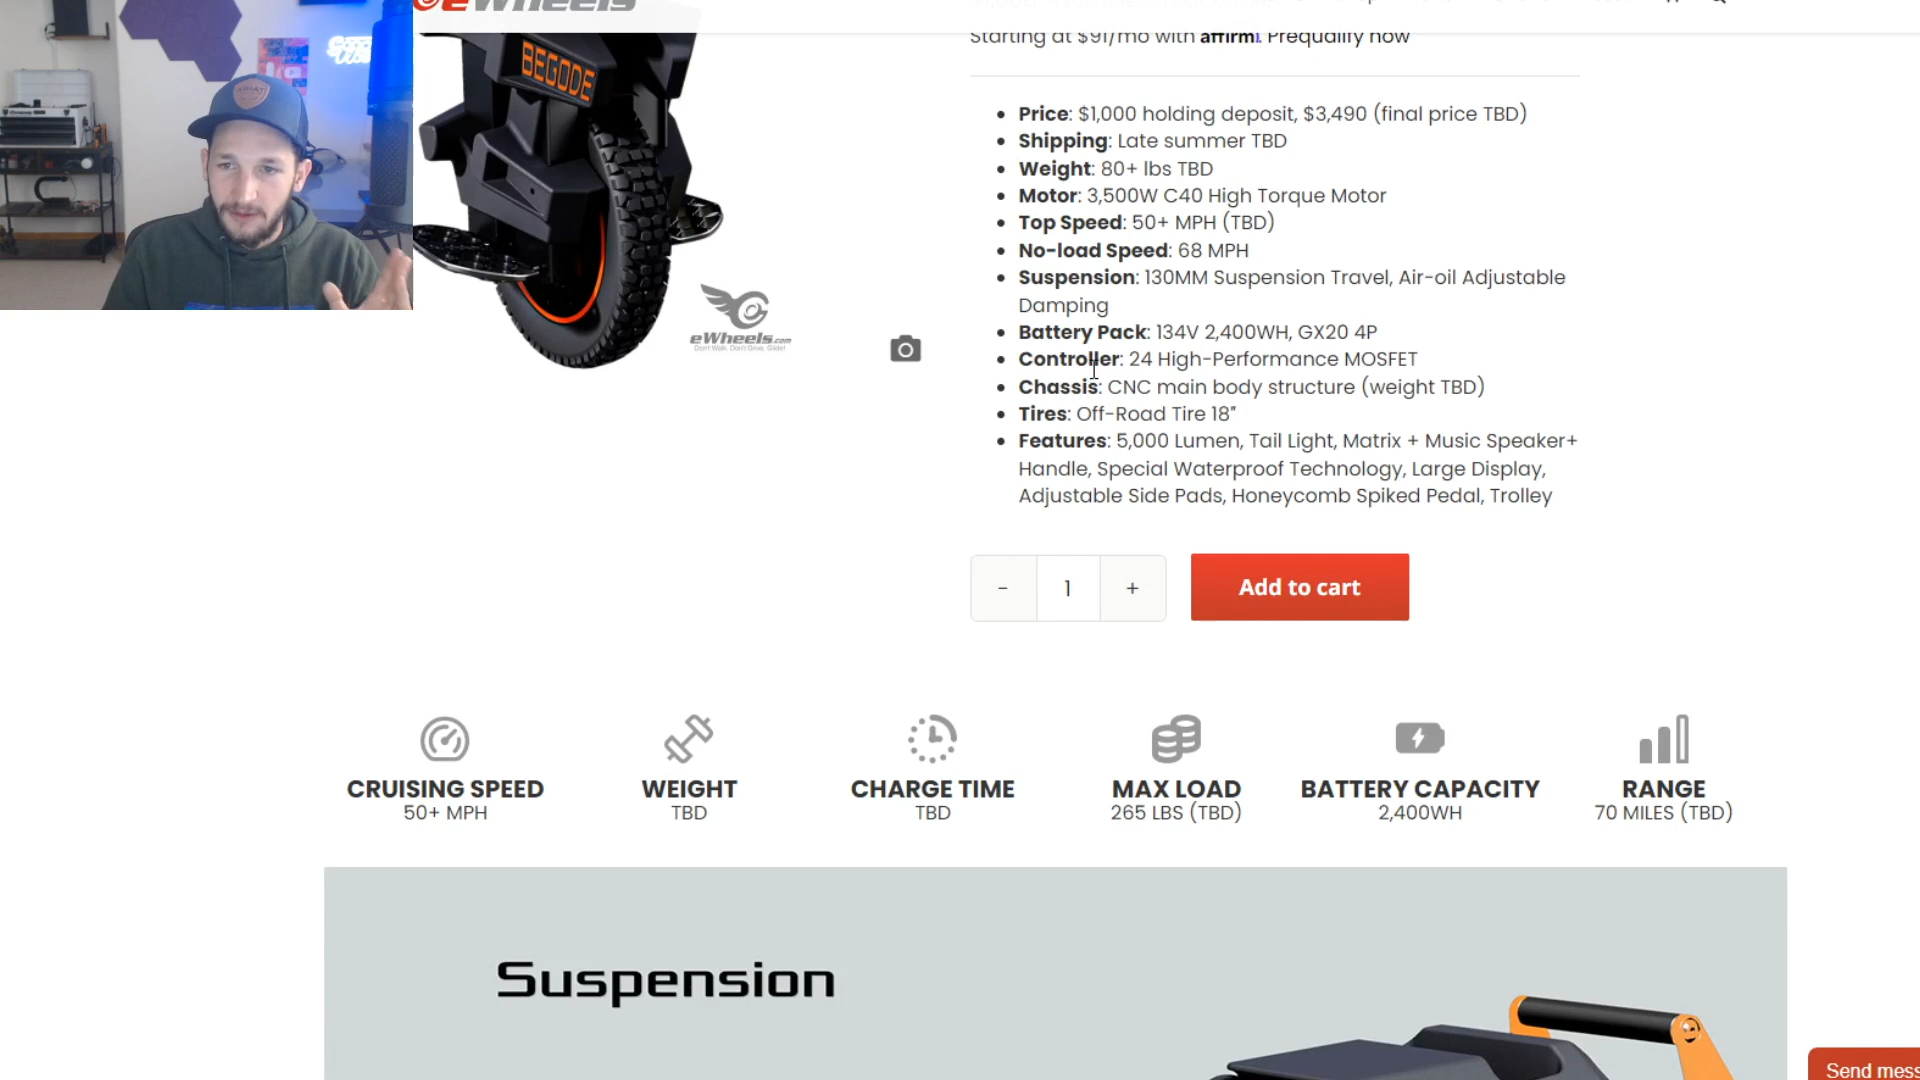 eWheels
Starting at $91/mo with affirm. Prequalify now
BEGODE
Price: $1,000 holding deposit, $3,490 (final price TBD)
Shipping: Late summer TBD
Weight: 80+ lbs TBD
Motor: 3,500W C40 High Torque Motor
Top Speed: 50+ MPH (TBD)
No-load Speed: 68 MPH
Suspension: 130MM Suspension Travel, Air-oil Adjustable
Damping
Battery Pack: 134V 2,400WH, GX20 4P
Controller: 24 High-Performance MOSFET
Chassis: CNC main body structure (weight TBD)
Tires: Off-Road Tire 18"
Features: 5,000 Lumen, Tail Light, Matrix + Music Speaker+
Handle, Special Waterproof Technology, Large Display,
Adjustable Side Pads, Honeycomb Spiked Pedal, Trolley
eWheels.com
Don't Walk. Don't Drive. Glide!
- 1 + Add to cart
CRUISING SPEED
50+ MPH
WEIGHT
TBD
CHARGE TIME
TBD
MAX LOAD
265 LBS (TBD)
BATTERY CAPACITY
2,400WH
RANGE
70 MILES (TBD)
Suspension
Send mess